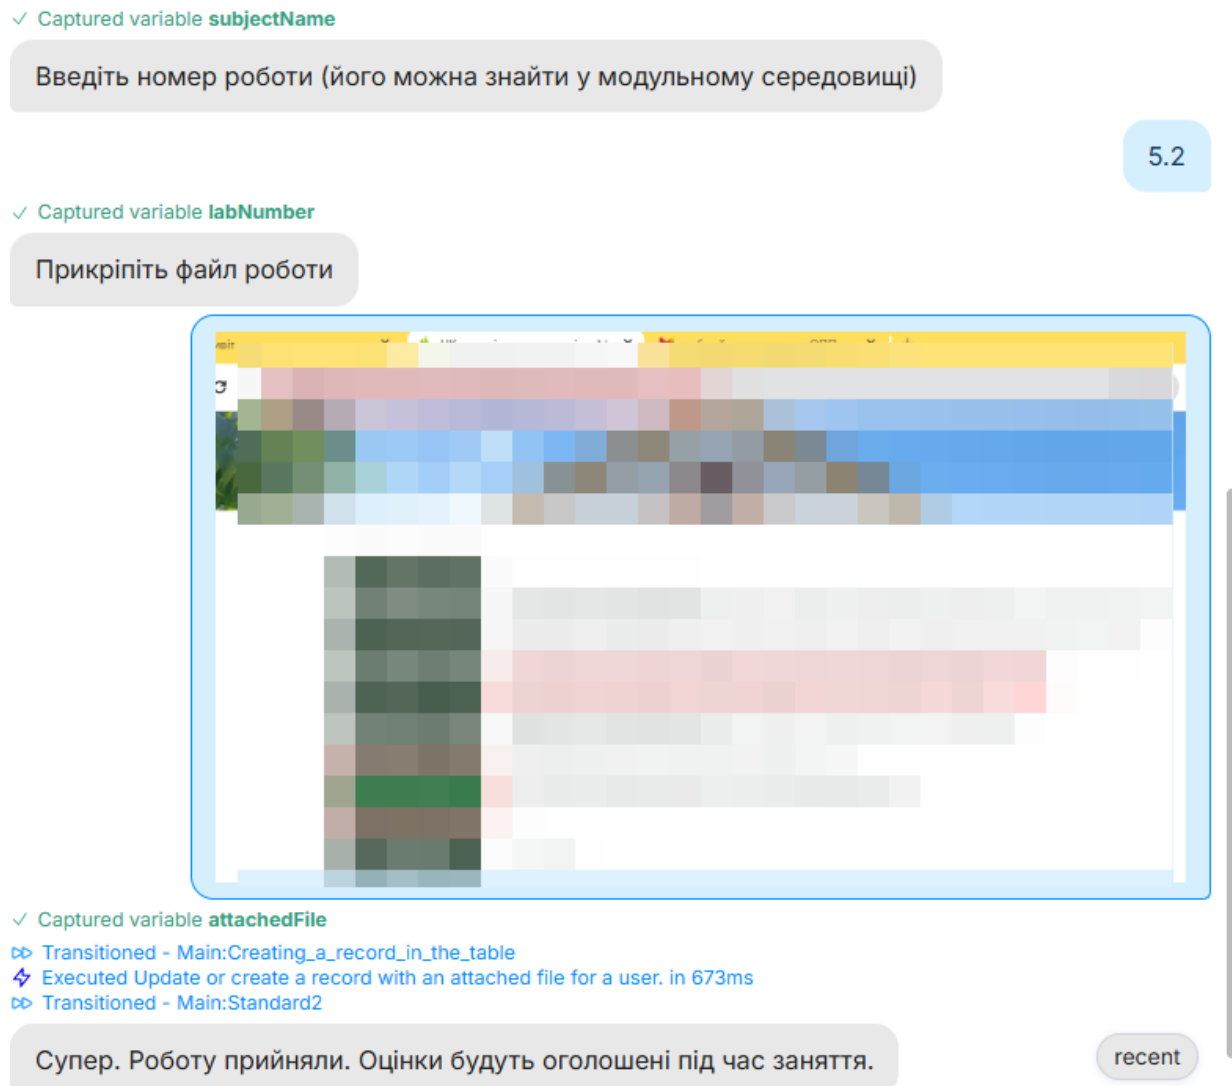 Captured variable subjectName
Введіть номер роботи (його можна знайти у модульному середовищі)
5.2
Captured variable labNumber
Прикріпіть файл роботи
Captured variable attachedFile
Transitioned - Main:Creating_a_record_in_the_table
Executed Update or create a record with an attached file for a user. in 673ms
Transitioned - Main:Standard2
Супер. Роботу прийняли. Оцінки будуть оголошені під час заняття.
recent